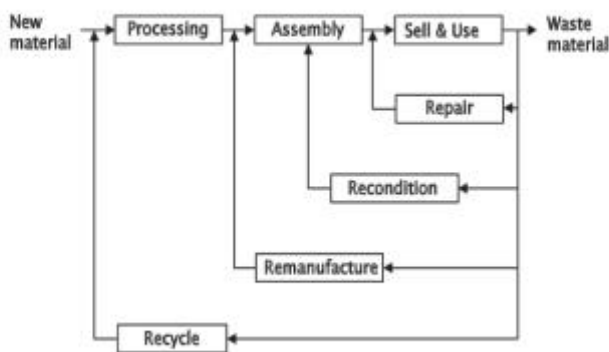 New
material
Processing
Assembly
Sell & Use
Waste
material
Repair
Recondition
Remanufacture
Recycle